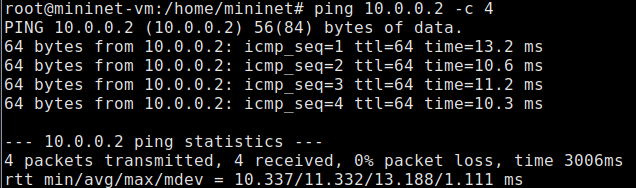 root@mininet-vm:/home/mininet# ping 10.0.0.2 -c 4
PING 10.0.0.2 (10.0.0.2) 56(84) bytes of data.
64 bytes from 10.0.0.2: icmp_seq=1 ttl=64 time=13.2 ms
64 bytes from 10.0.0.2: icmp_seq=2 ttl=64 time=10.6 ms
64 bytes from 10.0.0.2: icmp_seq=3 ttl=64 time=11.2 ms
64 bytes from 10.0.0.2: icmp_seq=4 ttl=64 time=10.3 ms
--- 10.0.0.2 ping statistics ---
4 packets transmitted, 4 received, 0% packet loss, time 3006ms
rtt min/avg/max/mdev = 10.337/11.332/13.188/1.111 ms